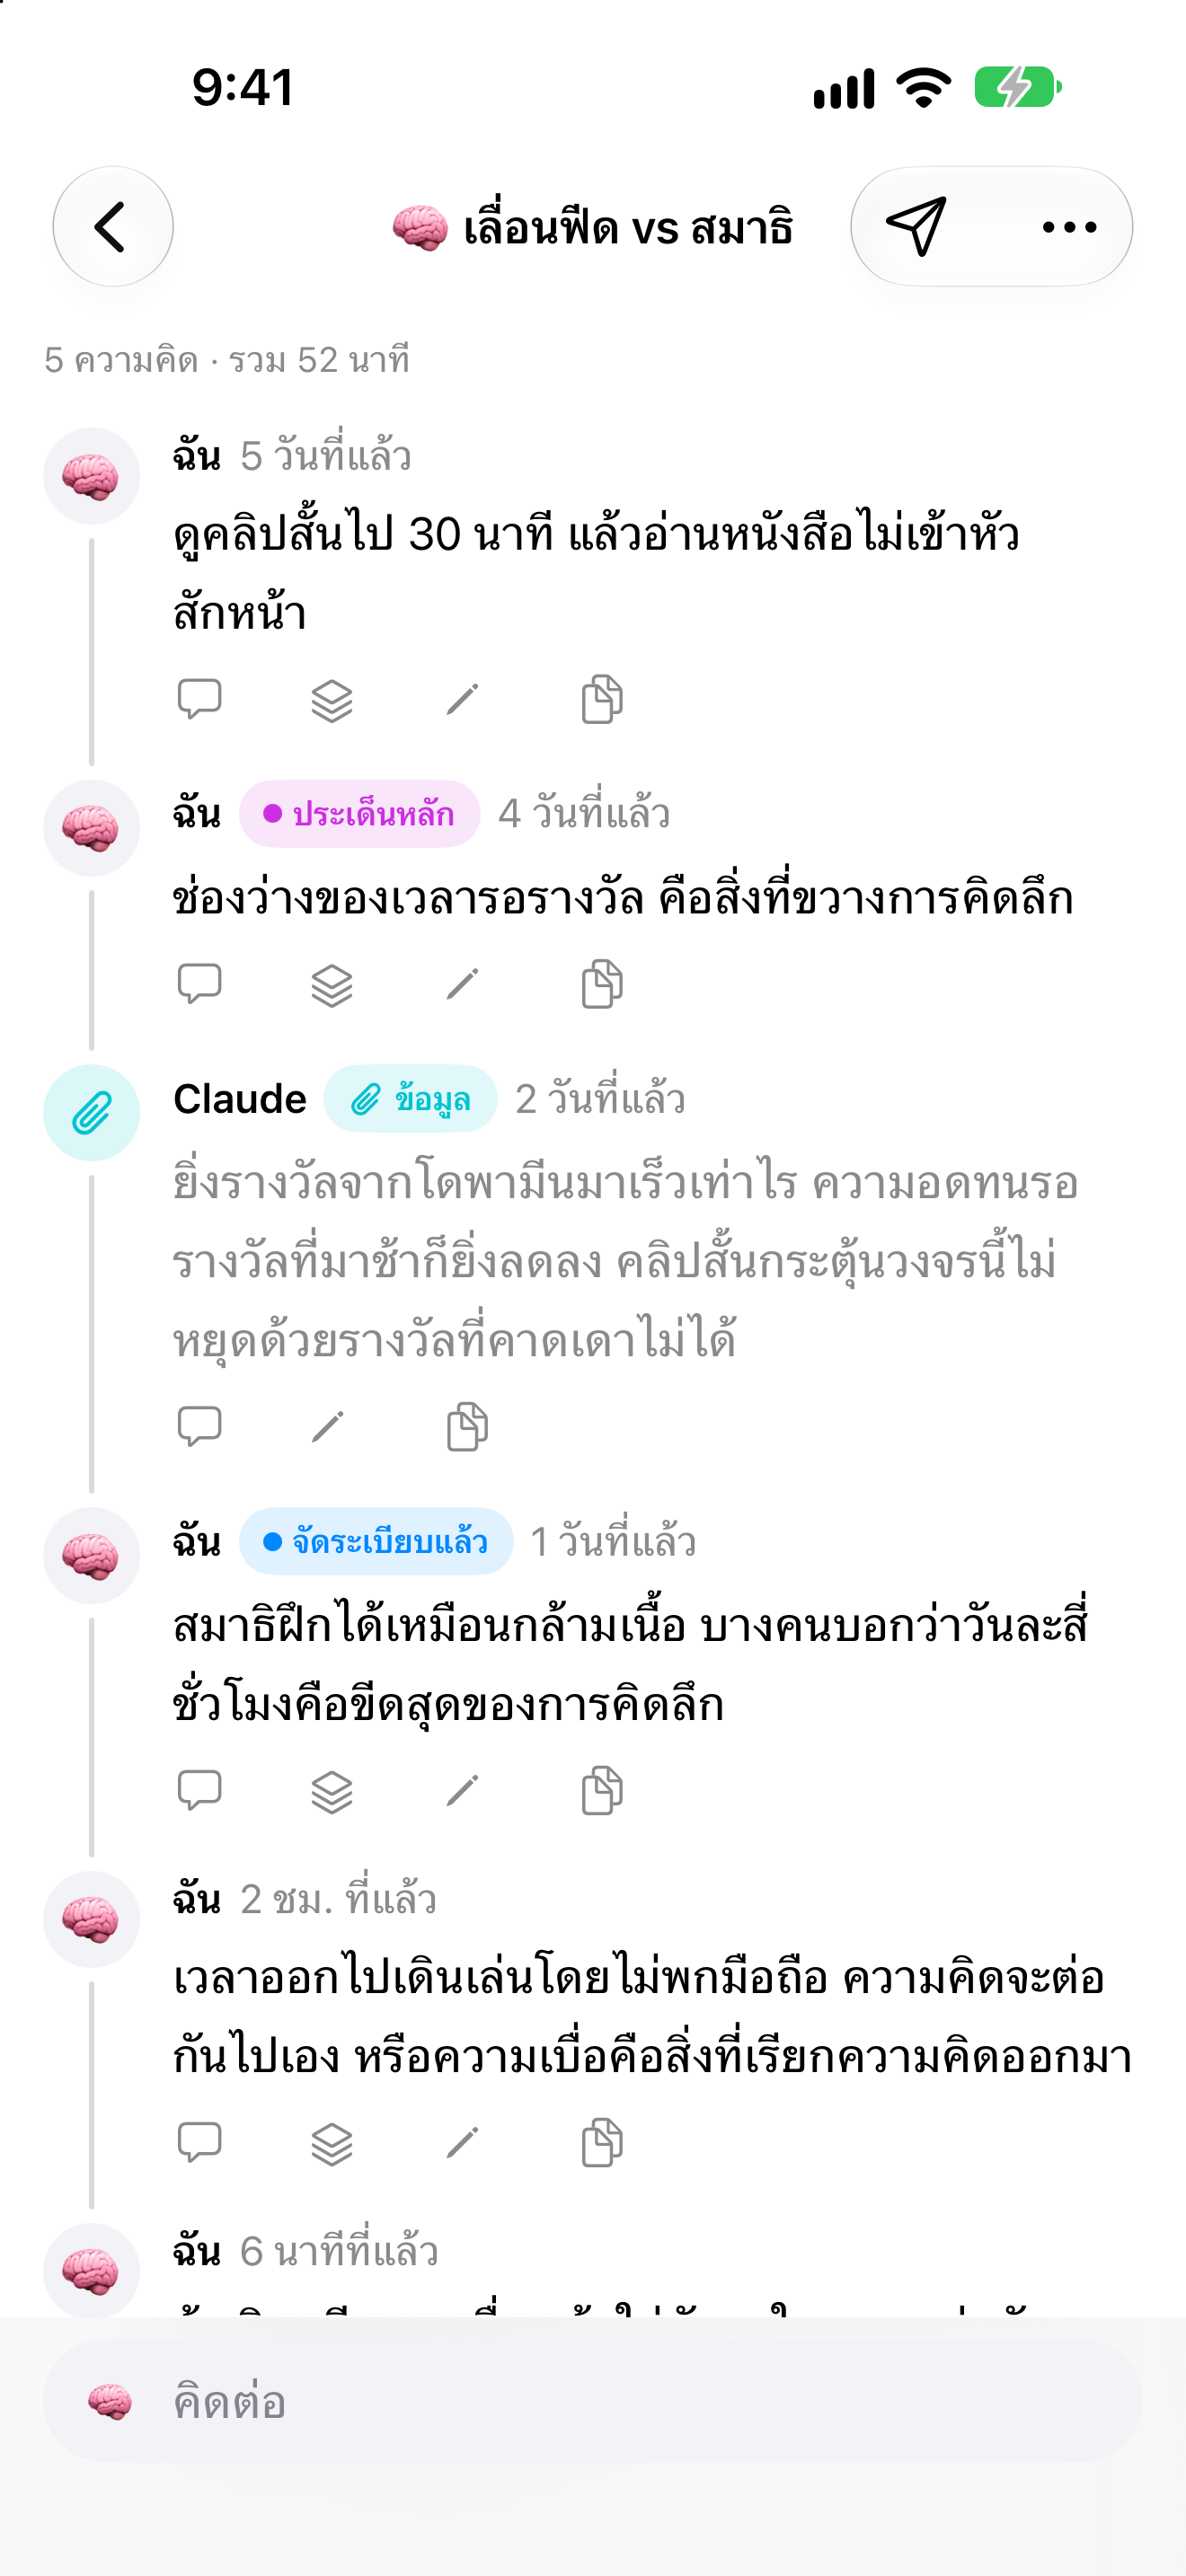 9:41
🧠 เลื่อนฟีด vs สมาธิ
5 ความคิด · รวม 52 นาที
ฉัน 5 วันที่แล้ว
ดูคลิปสั้นไป 30 นาที แล้วอ่านหนังสือไม่เข้าหัว
สักหน้า
ฉัน ประเด็นหลัก 4 วันที่แล้ว
ช่องว่างของเวลารอรางวัล คือสิ่งที่ขวางการคิดลึก
Claude ข้อมูล 2 วันที่แล้ว
ยิ่งรางวัลจากโดพามีนมาเร็วเท่าไร ความอดทนรอ
รางวัลที่มาช้าก็ยิ่งลดลง คลิปสั้นกระตุ้นวงจรนี้ไม่
หยุดด้วยรางวัลที่คาดเดาไม่ได้
ฉัน จัดระเบียบแล้ว 1 วันที่แล้ว
สมาธิฝึกได้เหมือนกล้ามเนื้อ บางคนบอกว่าวันละสี่
ชั่วโมงคือขีดสุดของการคิดลึก
ฉัน 2 ชม. ที่แล้ว
เวลาออกไปเดินเล่นโดยไม่พกมือถือ ความคิดจะต่อ
กันไปเอง หรือความเบื่อคือสิ่งที่เรียกความคิดออกมา
ฉัน 6 นาทีที่แล้ว
คิดต่อ